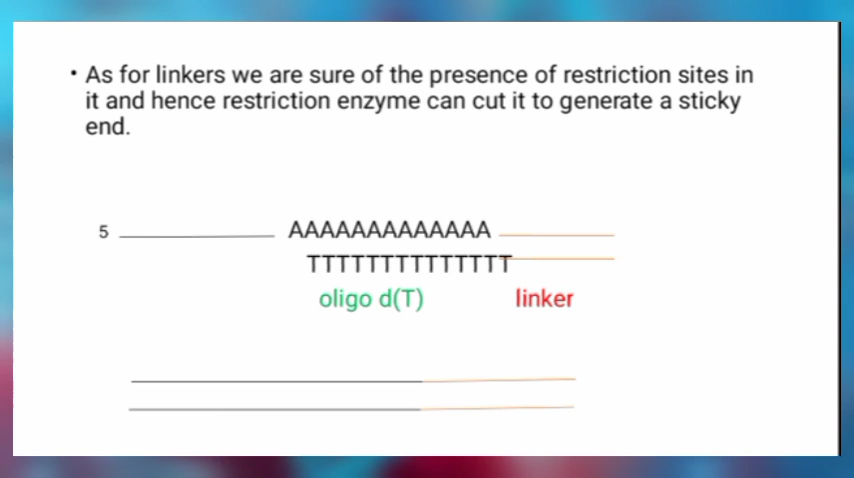 • As for linkers we are sure of the presence of restriction sites in
it and hence restriction enzyme can cut it to generate a sticky
end.
5 AAAAAAAAAAAAA
TTTTTTTTTTTTTT
oligo d(T) linker